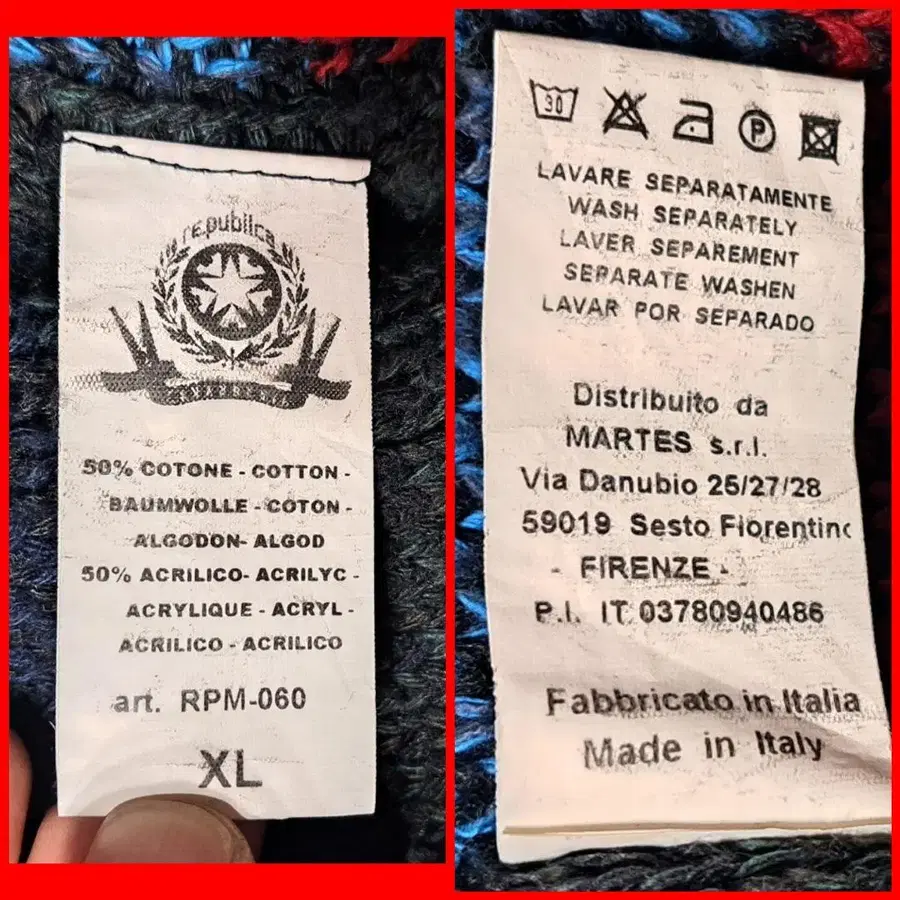 re.publica
50% COTONE - COTTON -
BAUMWOLLE - COTON -
ALGODON- ALGOD
50% ACRILICO- ACRILYC -
ACRYLIQUE - ACRYL -
ACRILICO - ACRILICO
art. RPM-060
XL
30
P
LAVARE SEPARATAMENTE
WASH SEPARATELY
LAVER SEPAREMENT
SEPARATE WASHEN
LAVAR POR SEPARADO
Distribuito da
MARTES s.r.l.
Via Danubio 25/27/28
59019 Sesto Fiorentino
- FIRENZE -
P.I. IT 03780940486
Fabbricato in Italia
Made in Italy